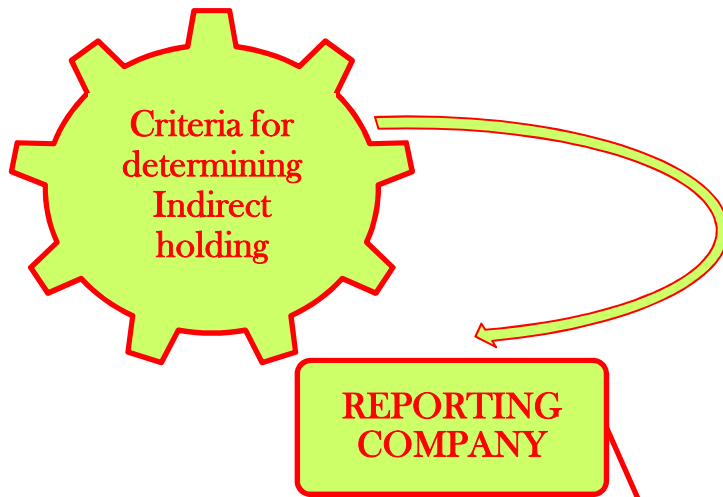 Criteria for
determining
Indirect
holding
REPORTING
COMPANY